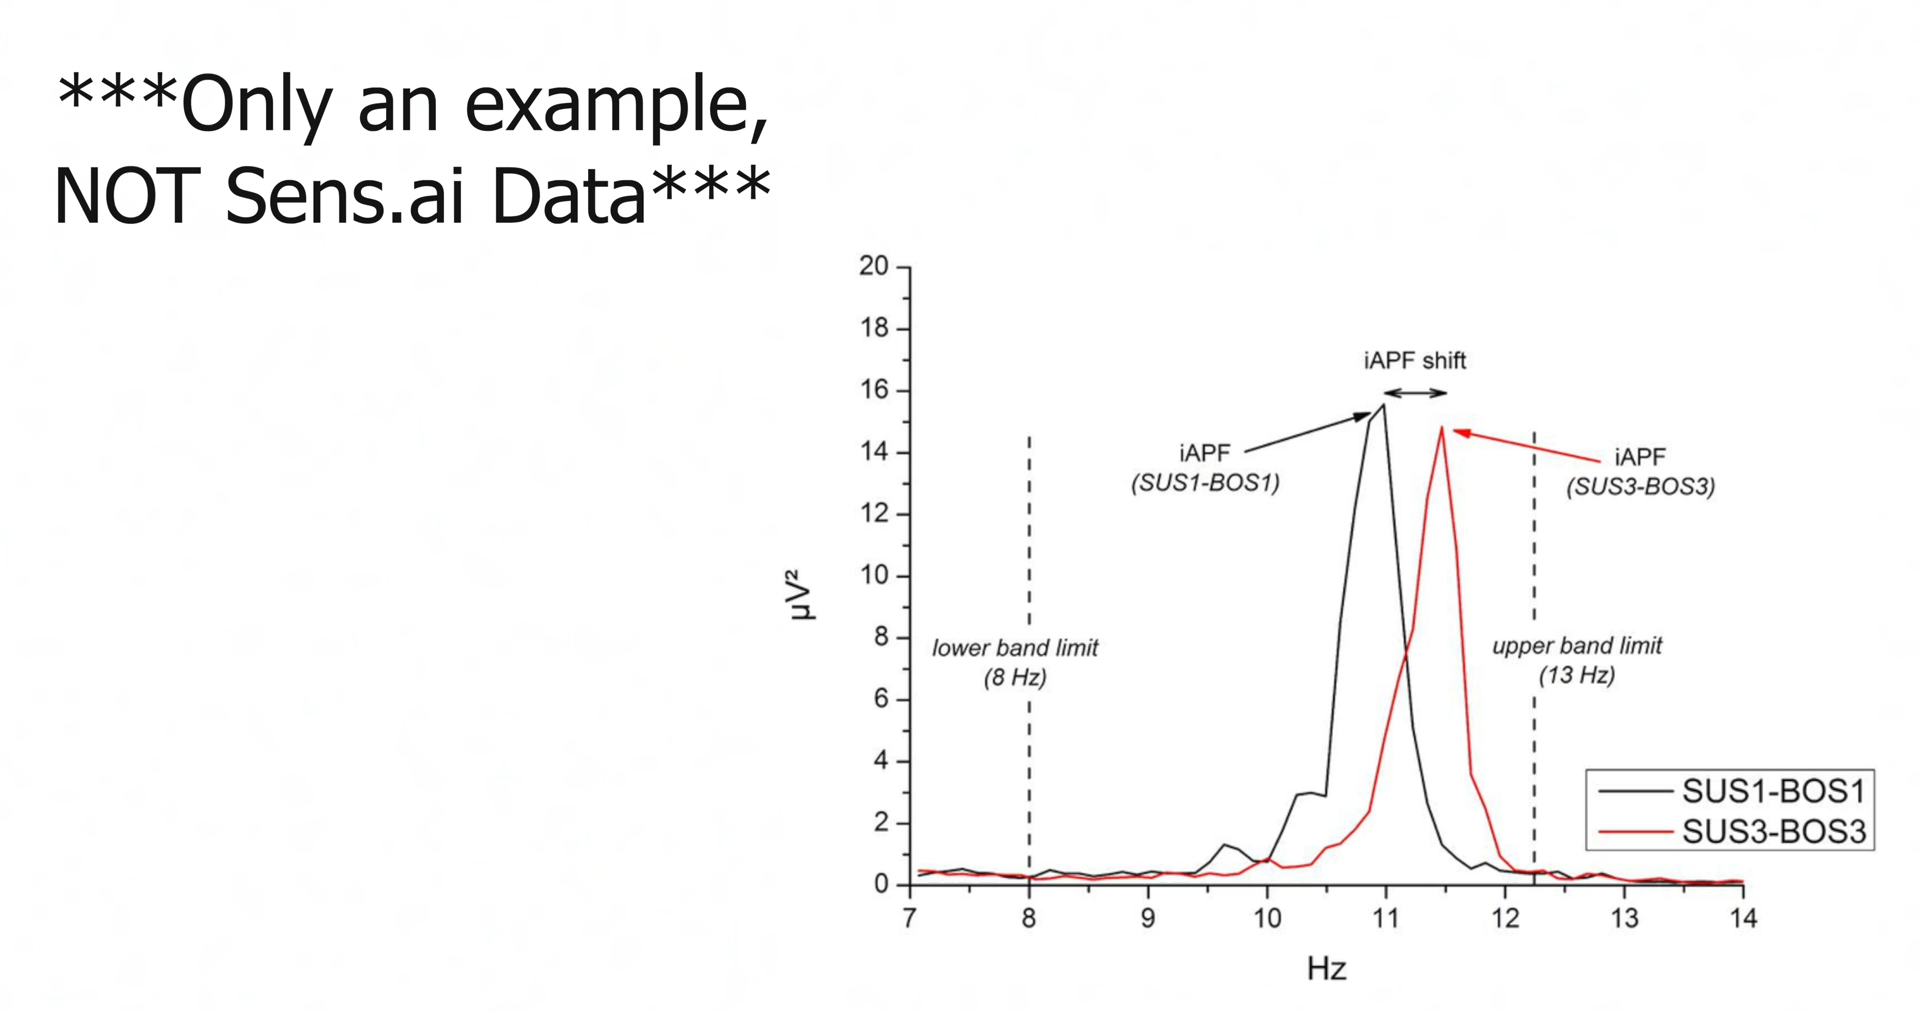 ***Only an example,
NOT Sens.ai Data***
20
18
16
14
12
10
8
6
4
2
0
µV²
iAPF shift
iAPF
(SUS1-BOS1)
iAPF
(SUS3-BOS3)
lower band limit
(8 Hz)
upper band limit
(13 Hz)
SUS1-BOS1
SUS3-BOS3
7 8 9 10 11 12 13 14
Hz